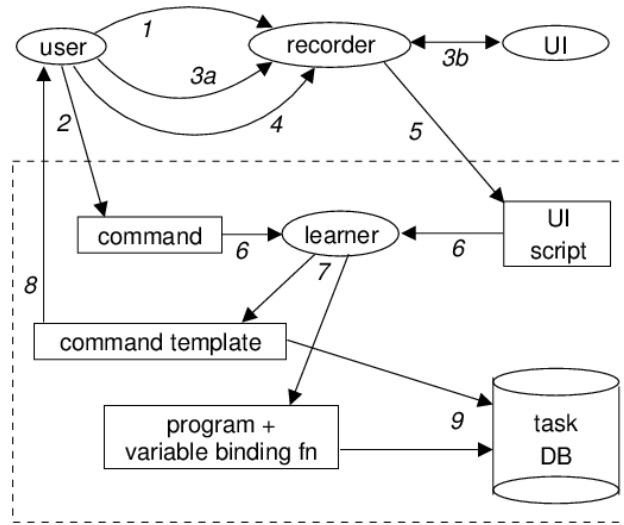 1
user
recorder
UI
3a
3b
2
4
5
command
6
learner
6
UI
script
8
7
command template
program +
variable binding fn
9
task
DB